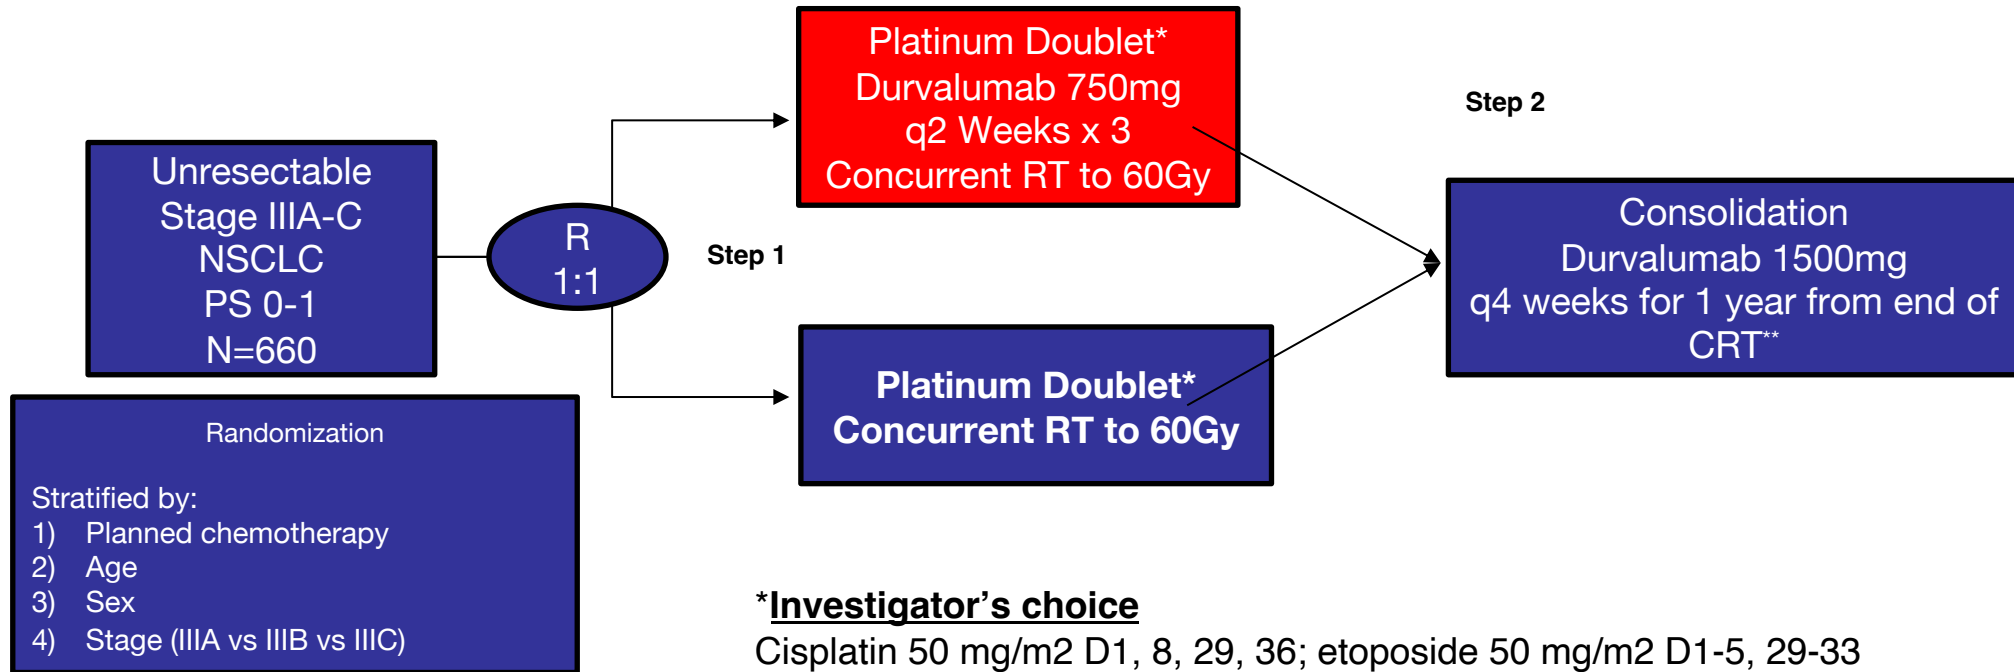 Unresectable
Stage IIIA-C
NSCLC
PS 0-1
N=660
R
1:1
Step 1
Platinum Doublet*
Durvalumab 750mg
q2 Weeks x 3
Concurrent RT to 60Gy
Platinum Doublet*
Concurrent RT to 60Gy
Step 2
Consolidation
Durvalumab 1500mg
q4 weeks for 1 year from end of
CRT**
Randomization
Stratified by:
1) Planned chemotherapy
2) Age
3) Sex
4) Stage (IIIA vs IIIB vs IIIC)
*Investigator's choice
Cisplatin 50 mg/m2 D1, 8, 29, 36; etoposide 50 mg/m2 D1-5, 29-33